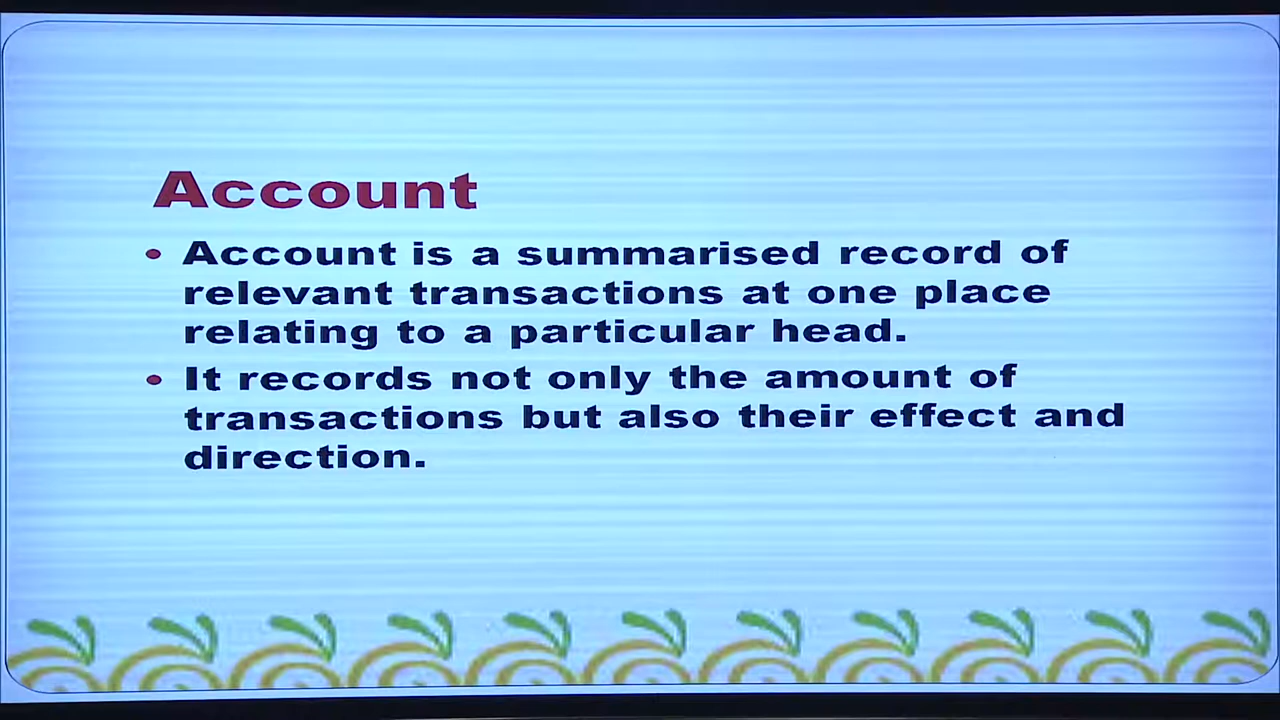 Account
• Account is a summarised record of
relevant transactions at one place
relating to a particular head.
• It records not only the amount of
transactions but also their effect and
direction.